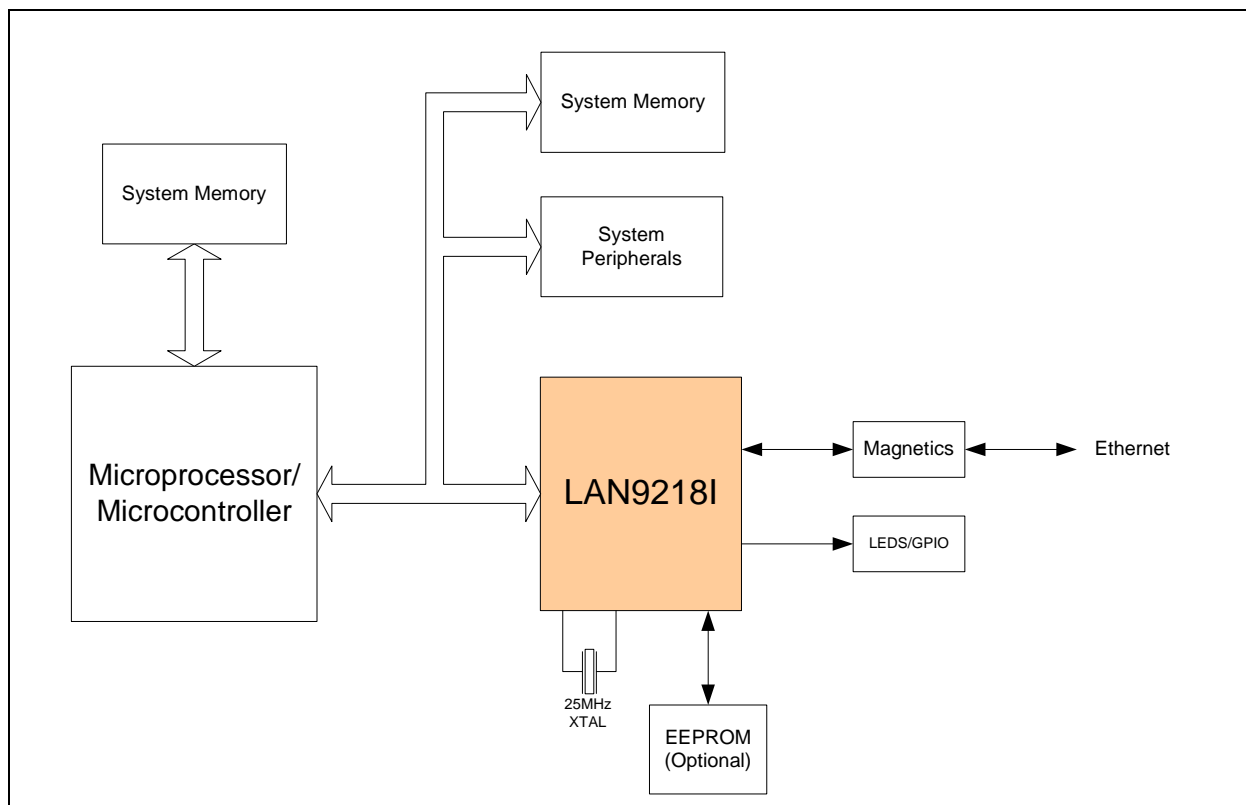 System Memory
System Memory
System
Peripherals
Microprocessor/
Microcontroller
LAN9218I
Magnetics
Ethernet
LEDS/GPIO
25MHz
XTAL
EEPROM
(Optional)